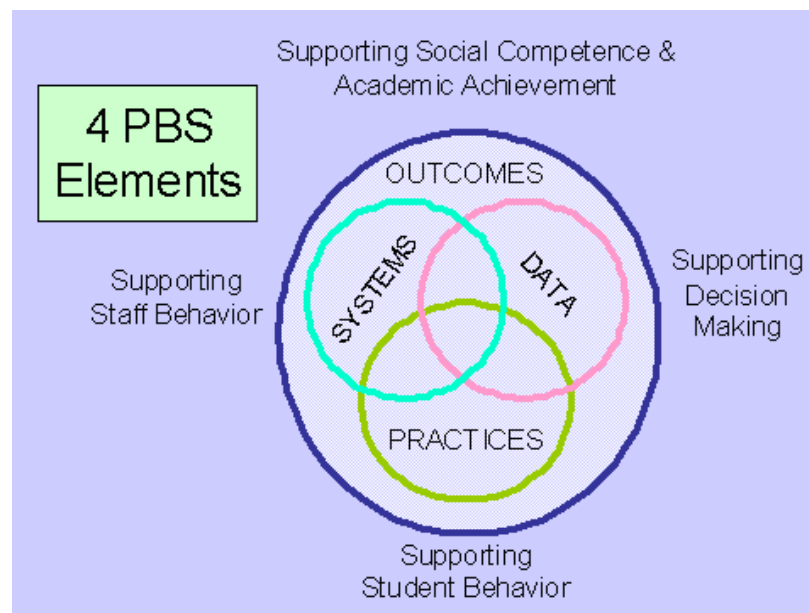 Supporting Social Competence &
Academic Achievement
4 PBS
Elements
OUTCOMES
SYSTEMS
DATA
Supporting
Staff Behavior
Supporting
Decision
Making
PRACTICES
Supporting
Student Behavior